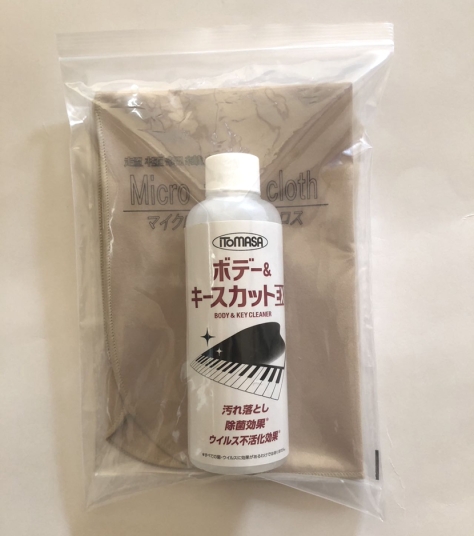 Micro cloth
マイク ロス
ITOMASA
ボデー&
キースカットヨ
BODY & KEY CLEANER
汚れ落とし
除菌効果*
ウイルス不活化効果*